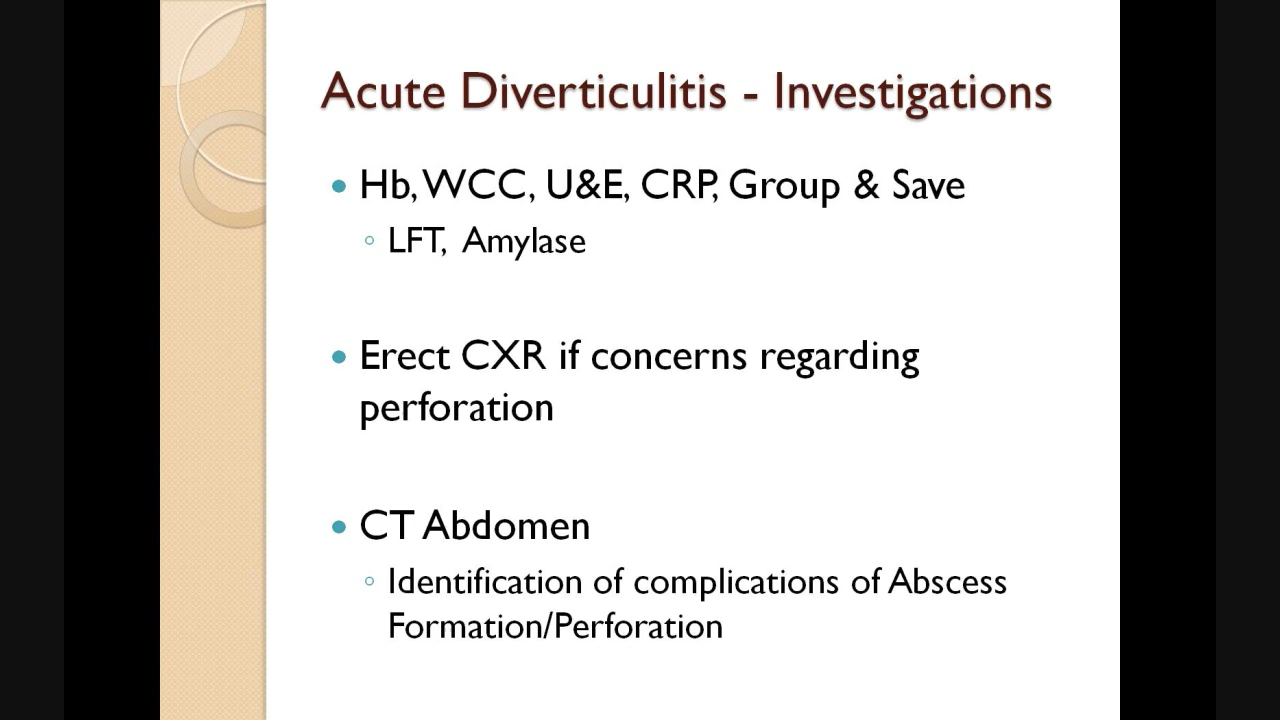 Acute Diverticulitis - Investigations
Hb, WCC, U&E, CRP, Group & Save
LFT, Amylase
Erect CXR if concerns regarding
perforation
CT Abdomen
Identification of complications of Abscess
Formation/Perforation